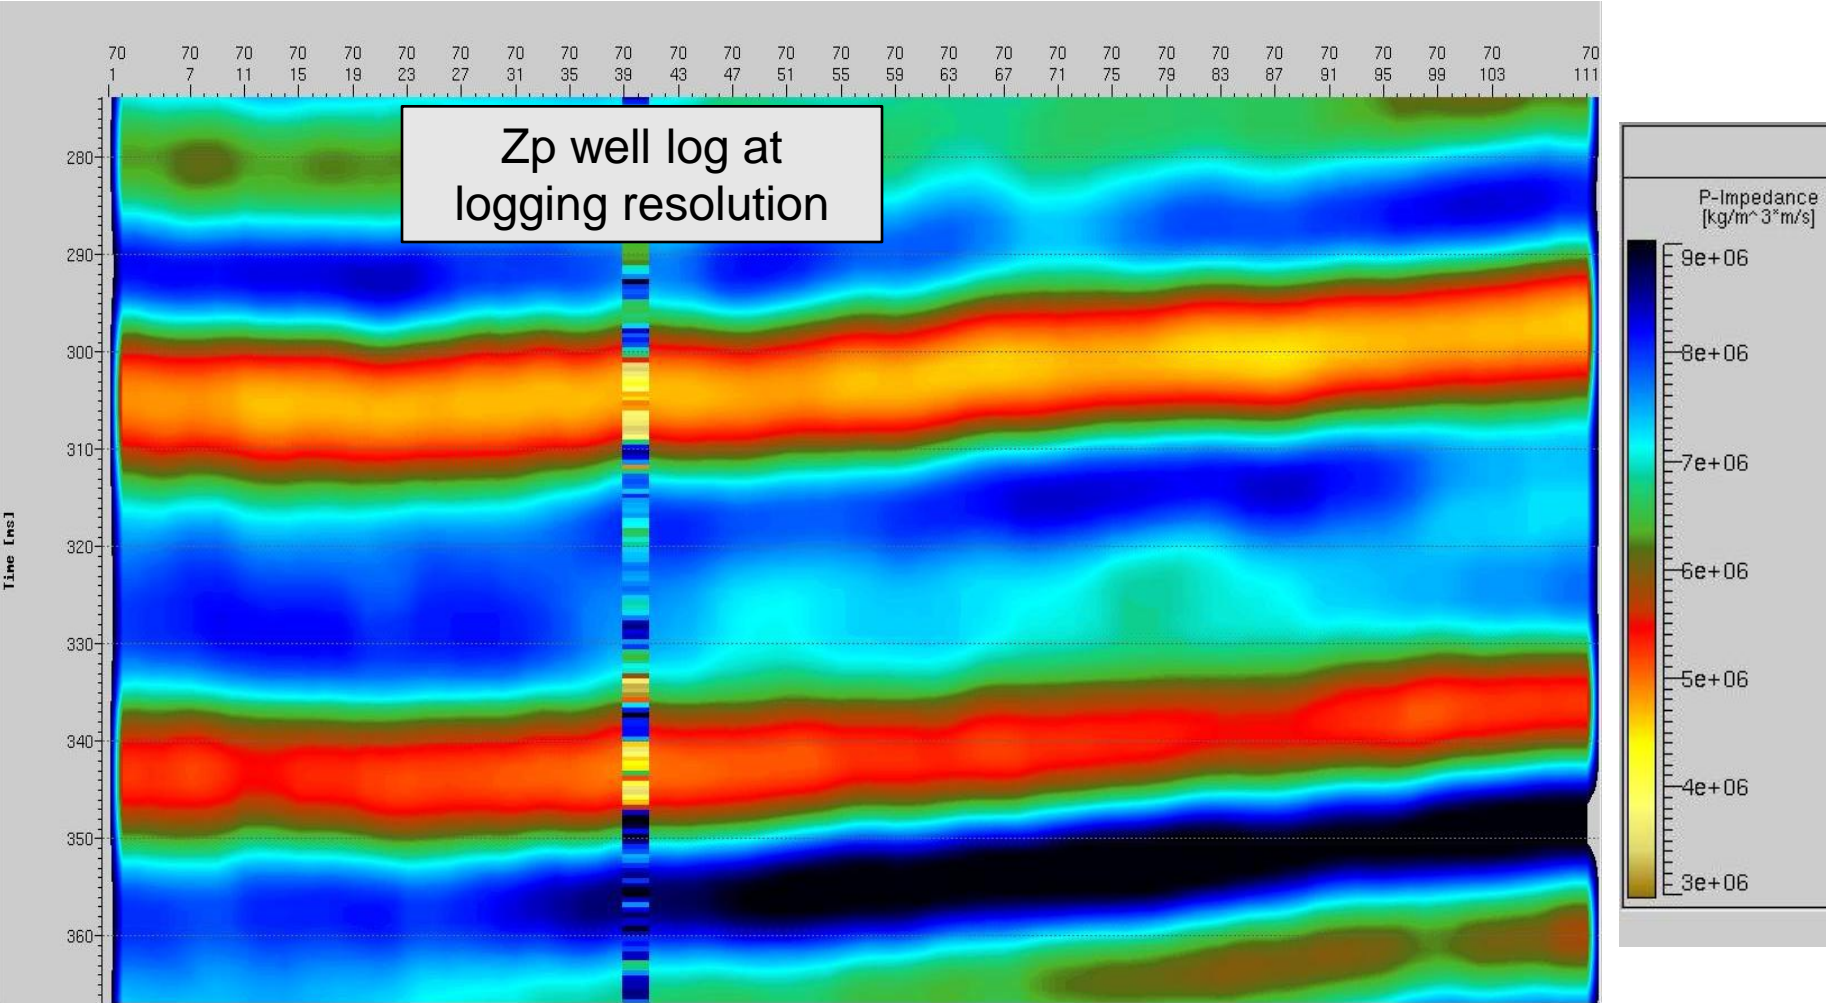 70 70 70 70 70 70 70 70 70 70 70 70 70 70 70 70 70 70 70 70 70 70 70 70 70 70 70
1 7 11 15 19 23 27 31 35 39 43 47 51 55 59 63 67 71 75 79 83 87 91 95 99 103 111
Zp well log at
logging resolution
280
290
300
310
320
330
340
350
360
Time [ms]
P-Impedance
[kg/m^3*m/s]
9e+06
8e+06
7e+06
6e+06
5e+06
4e+06
3e+06